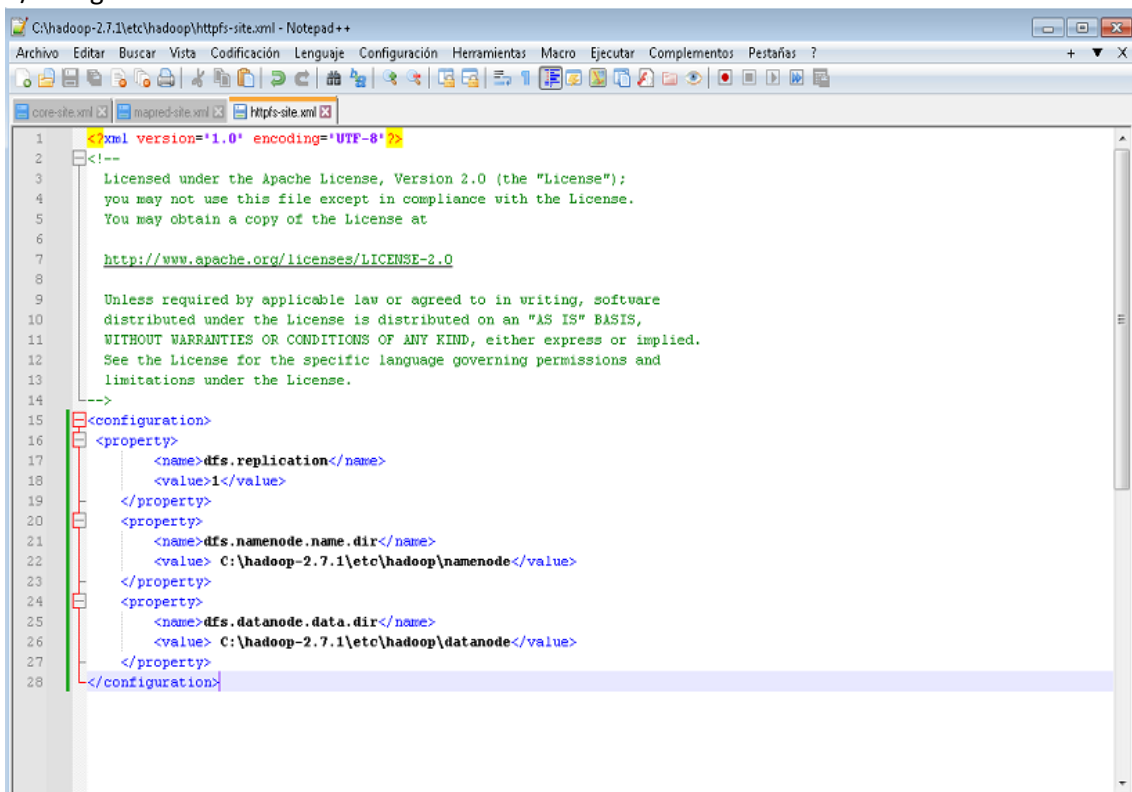 C:\hadoop-2.7.1\etc\hadoop\httpfs-site.xml - Notepad++
Archivo Editar Buscar Vista Codificación Lenguaje Configuración Herramientas Macro Ejecutar Complementos Pestañas ? + ▼ X
core-site.xml mapred-site.xml httpfs-site.xml
1 <?xml version="1.0" encoding="UTF-8"?>
2 <!--
3 Licensed under the Apache License, Version 2.0 (the "License");
4 you may not use this file except in compliance with the License.
5 You may obtain a copy of the License at
6
7 http://www.apache.org/licenses/LICENSE-2.0
8
9 Unless required by applicable law or agreed to in writing, software
10 distributed under the License is distributed on an "AS IS" BASIS,
11 WITHOUT WARRANTIES OR CONDITIONS OF ANY KIND, either express or implied.
12 See the License for the specific language governing permissions and
13 limitations under the License.
14 -->
15 <configuration>
16 <property>
17 <name>dfs.replication</name>
18 <value>1</value>
19 </property>
20 <property>
21 <name>dfs.namenode.name.dir</name>
22 <value> C:\hadoop-2.7.1\etc\hadoop\namenode</value>
23 </property>
24 <property>
25 <name>dfs.datanode.data.dir</name>
26 <value> C:\hadoop-2.7.1\etc\hadoop\datanode</value>
27 </property>
28 </configuration>